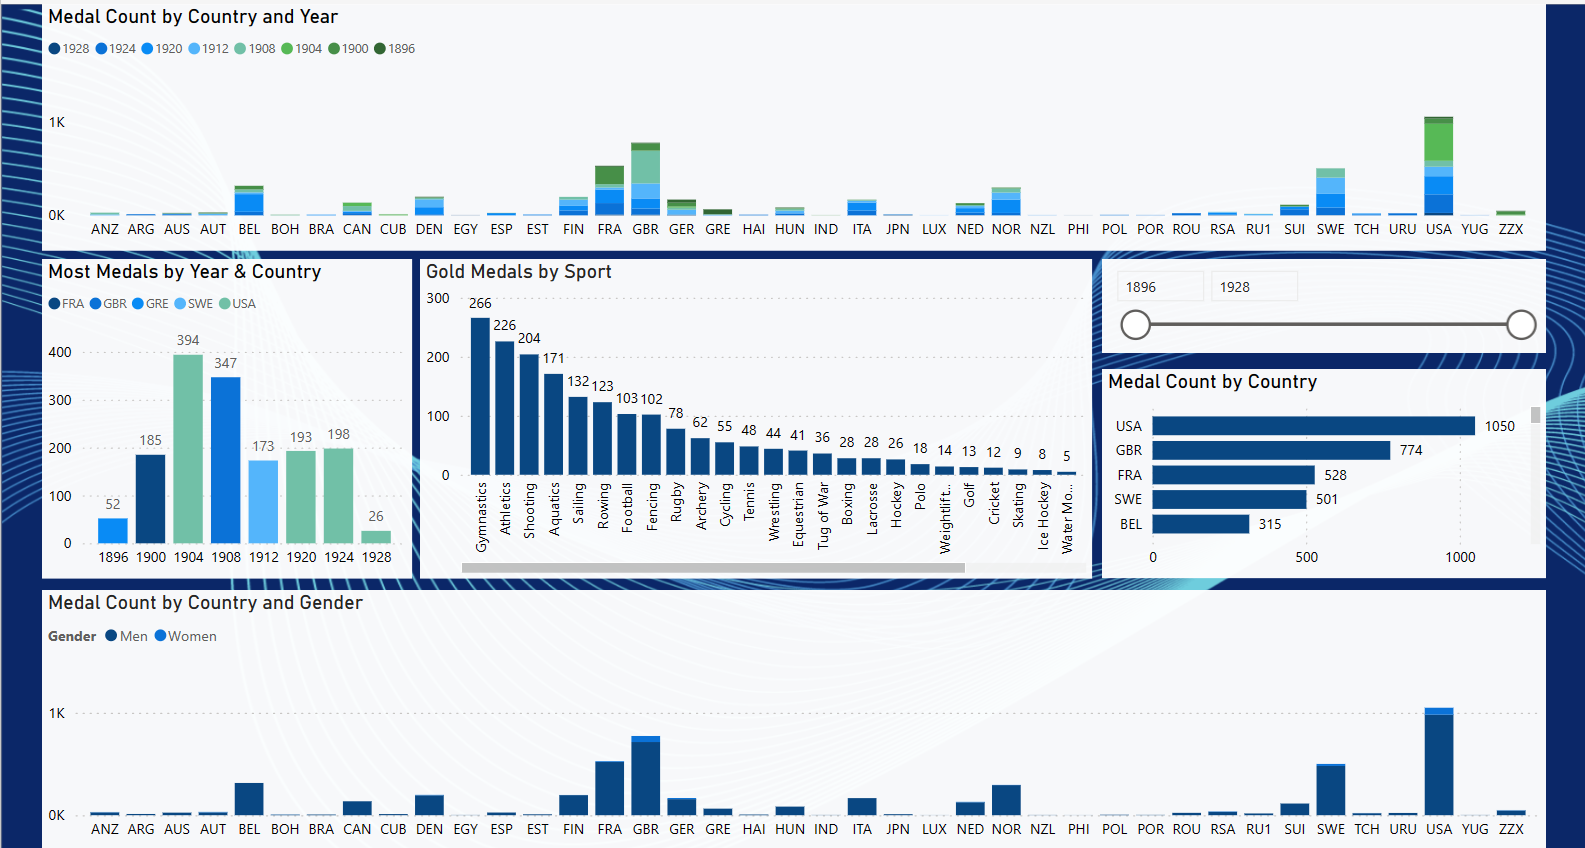 Medal Count by Country and Year
1928 1924 1920 1912 1908 1904 1900 1896
1K
0K
ANZ ARG AUS AUT BEL BOH BRA CAN CUB DEN EGY ESP EST FIN FRA GBR GER GRE HAI HUN IND ITA JPN LUX NED NOR NZL PHI POL POR ROU RSA RU1 SUI SWE TCH URU USA YUG ZZX
Most Medals by Year & Country
FRA GBR GRE SWE USA
400
300
200
100
0
52 185 394 347 173 193 198 26
1896 1900 1904 1908 1912 1920 1924 1928
Gold Medals by Sport
300
200
100
0
266 226 204 171 132 123 103 102 78 62 55 48 44 41 36 28 28 26 18 14 13 12 9 8 5
Gymnastics
Athletics
Shooting
Aquatics
Sailing
Rowing
Football
Fencing
Rugby
Archery
Cycling
Tennis
Wrestling
Equestrian
Tug of War
Boxing
Lacrosse
Hockey
Polo
Weightlift...
Golf
Cricket
Skating
Ice Hockey
Water Mo...
1896 1928
Medal Count by Country
USA 1050
GBR 774
FRA 528
SWE 501
BEL 315
0 500 1000
Medal Count by Country and Gender
Gender Men Women
1K
0K
ANZ ARG AUS AUT BEL BOH BRA CAN CUB DEN EGY ESP EST FIN FRA GBR GER GRE HAI HUN IND ITA JPN LUX NED NOR NZL PHI POL POR ROU RSA RU1 SUI SWE TCH URU USA YUG ZZX